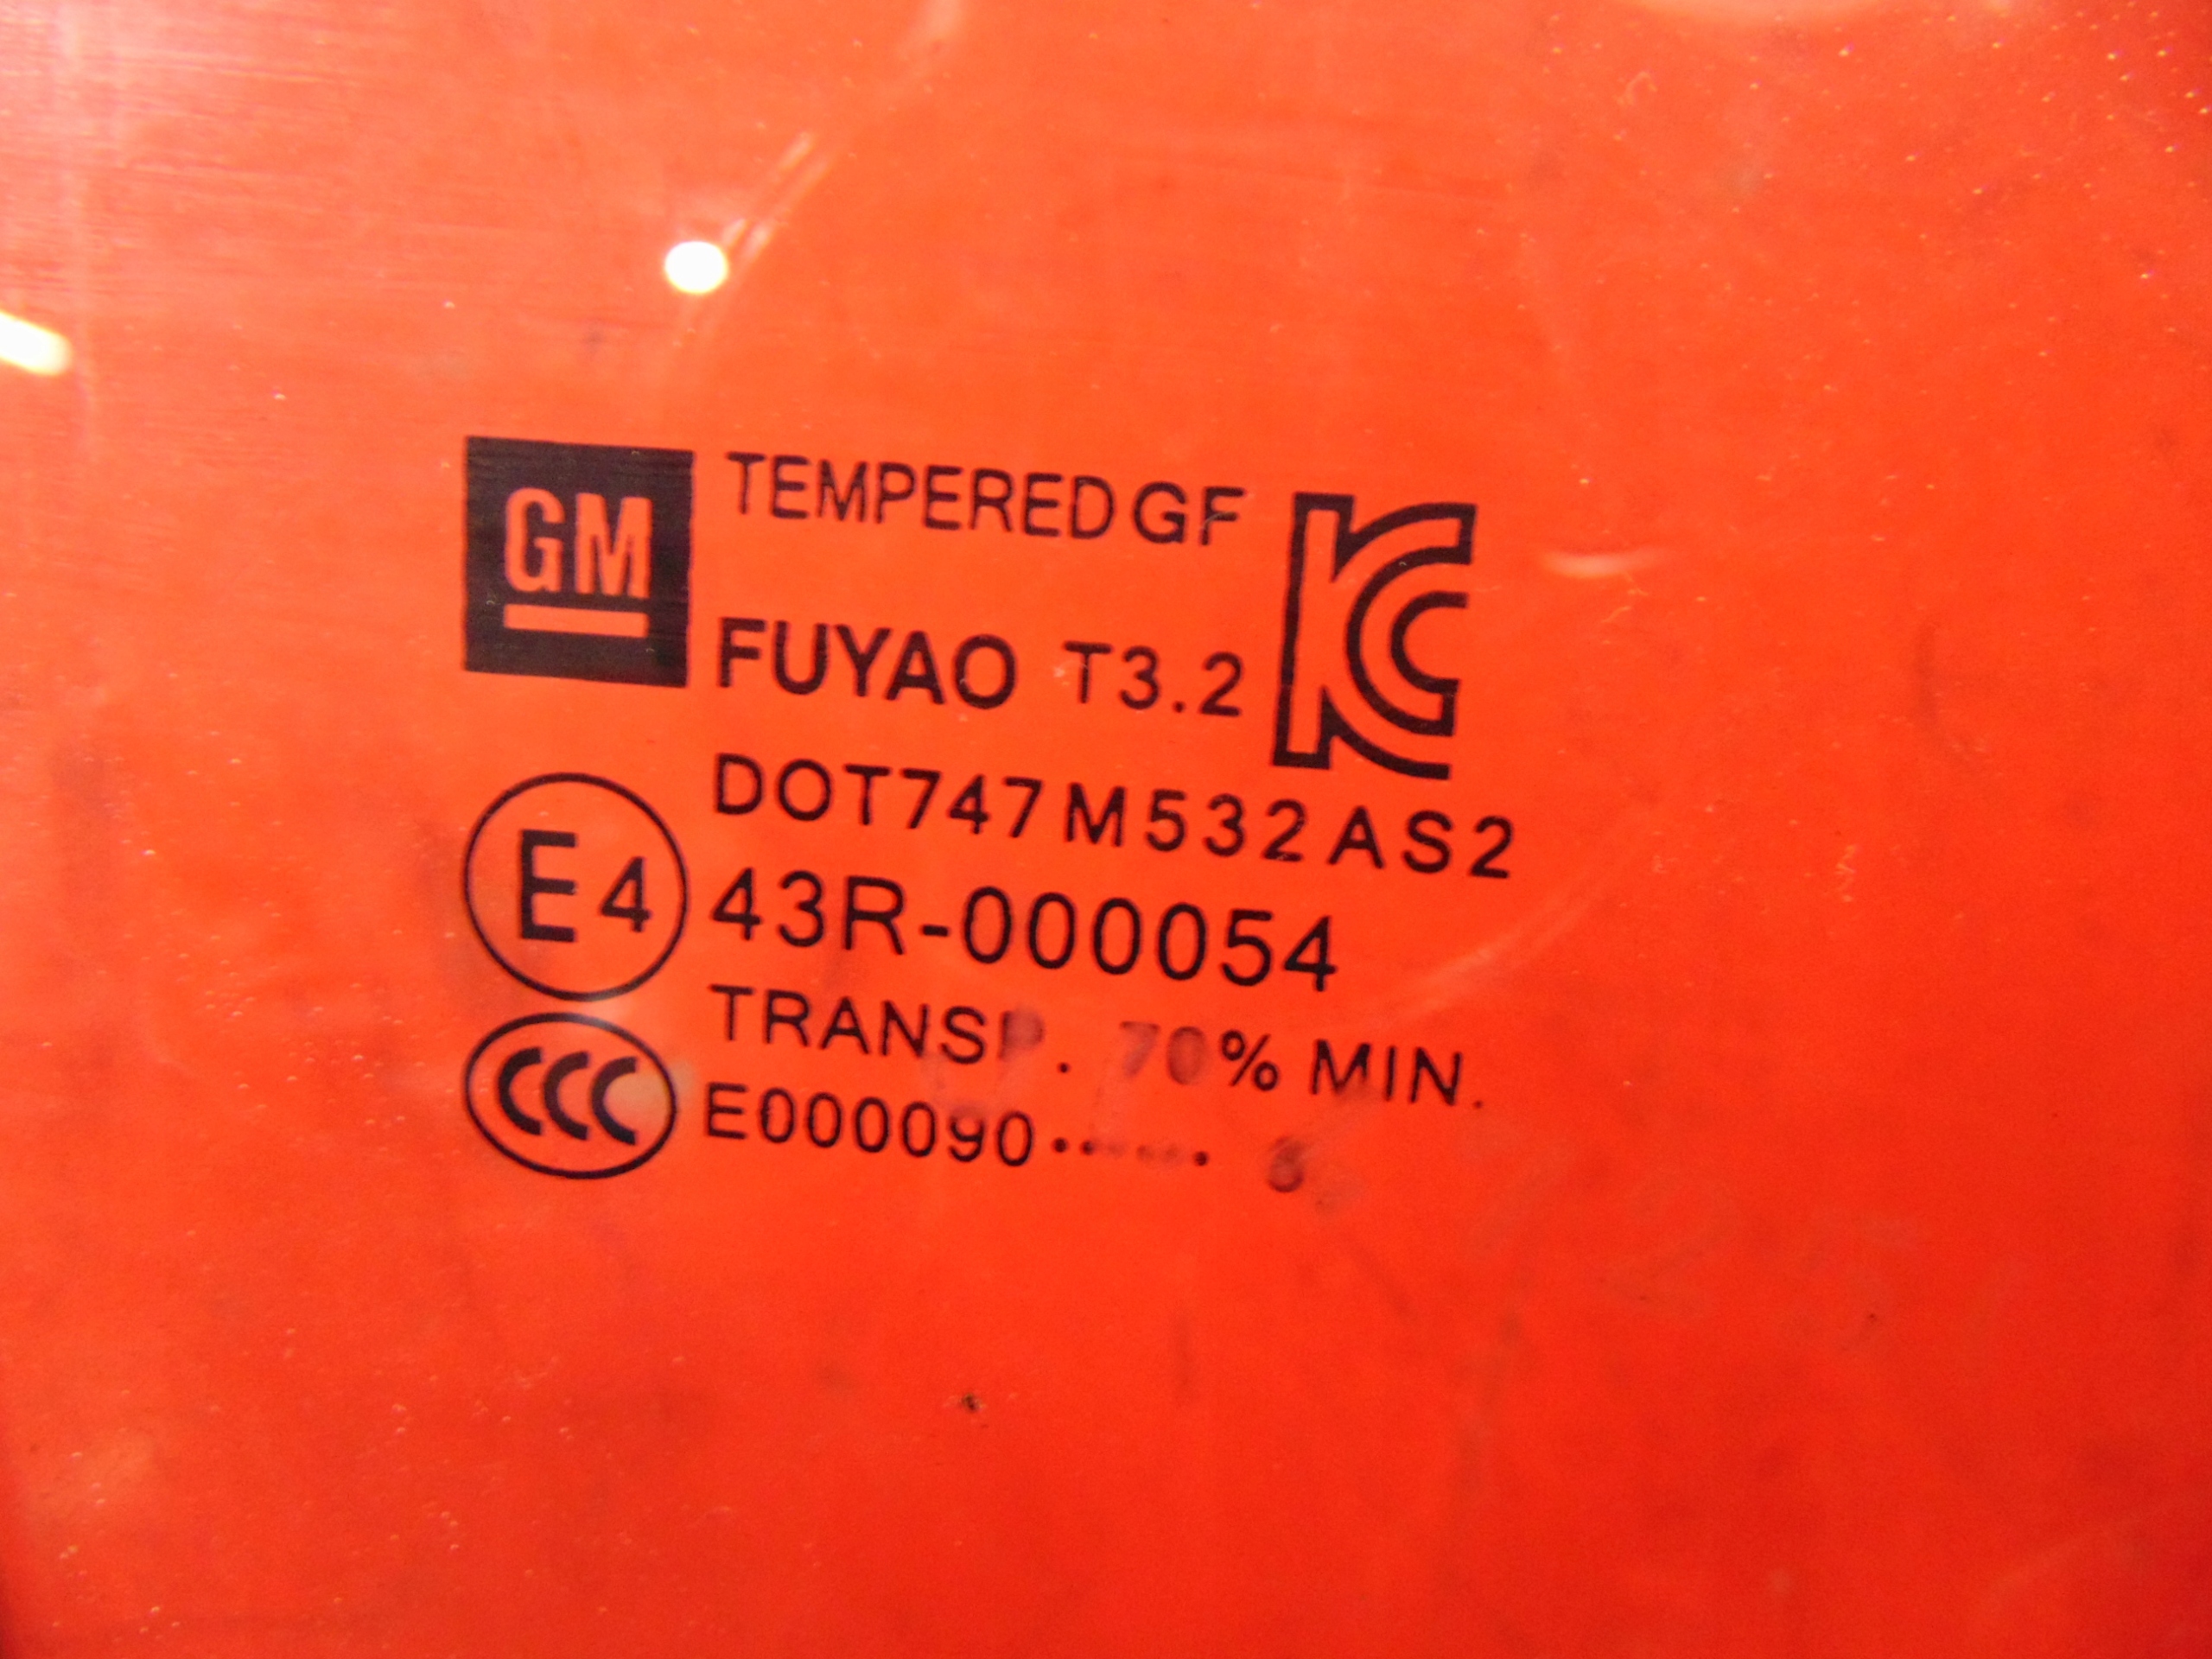 GM TEMPERED GF KC
FUYAO T3.2
DOT747 M532 AS2
E4 43R-000054
TRANSP. 70% MIN.
CCC E000090 •••••••